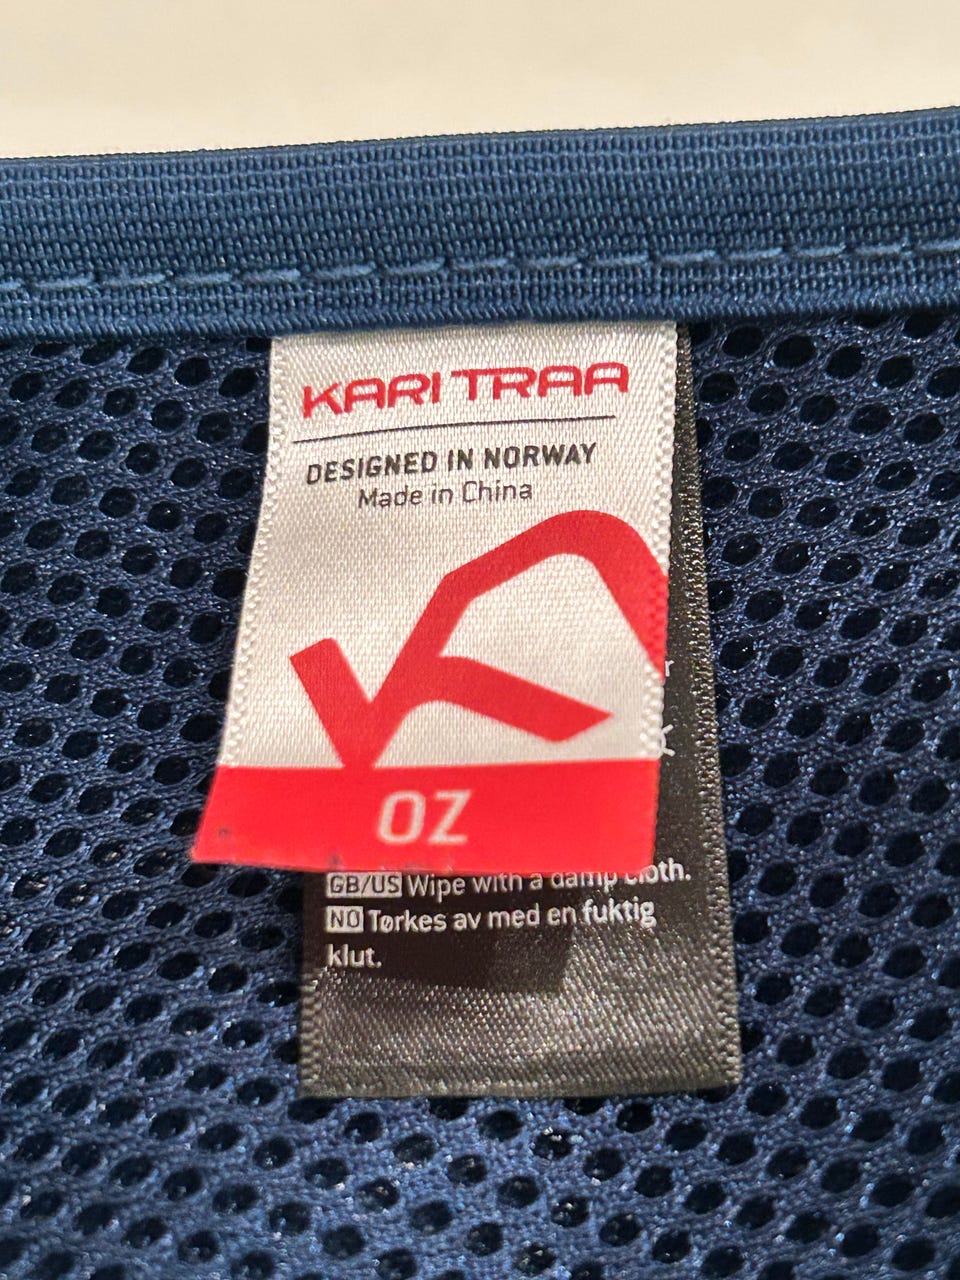 KARI TRAA
DESIGNED IN NORWAY
Made in China
OZ
GB/US Wipe with a damp cloth.
NO Tørkes av med en fuktig
klut.